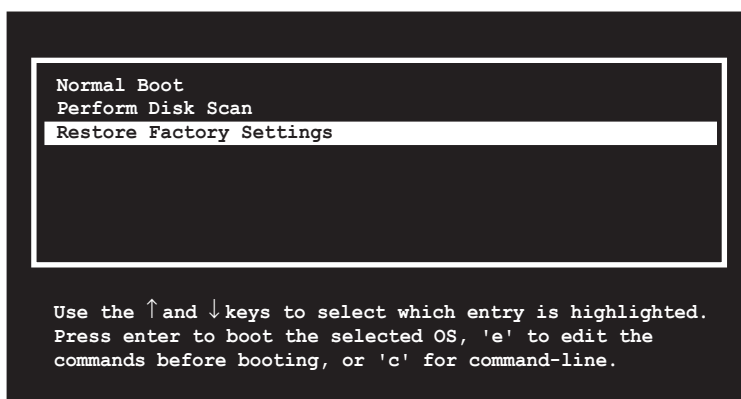 Normal Boot
Perform Disk Scan
Restore Factory Settings
Use the ↑ and ↓ keys to select which entry is highlighted.
Press enter to boot the selected OS, 'e' to edit the
commands before booting, or 'c' for command-line.